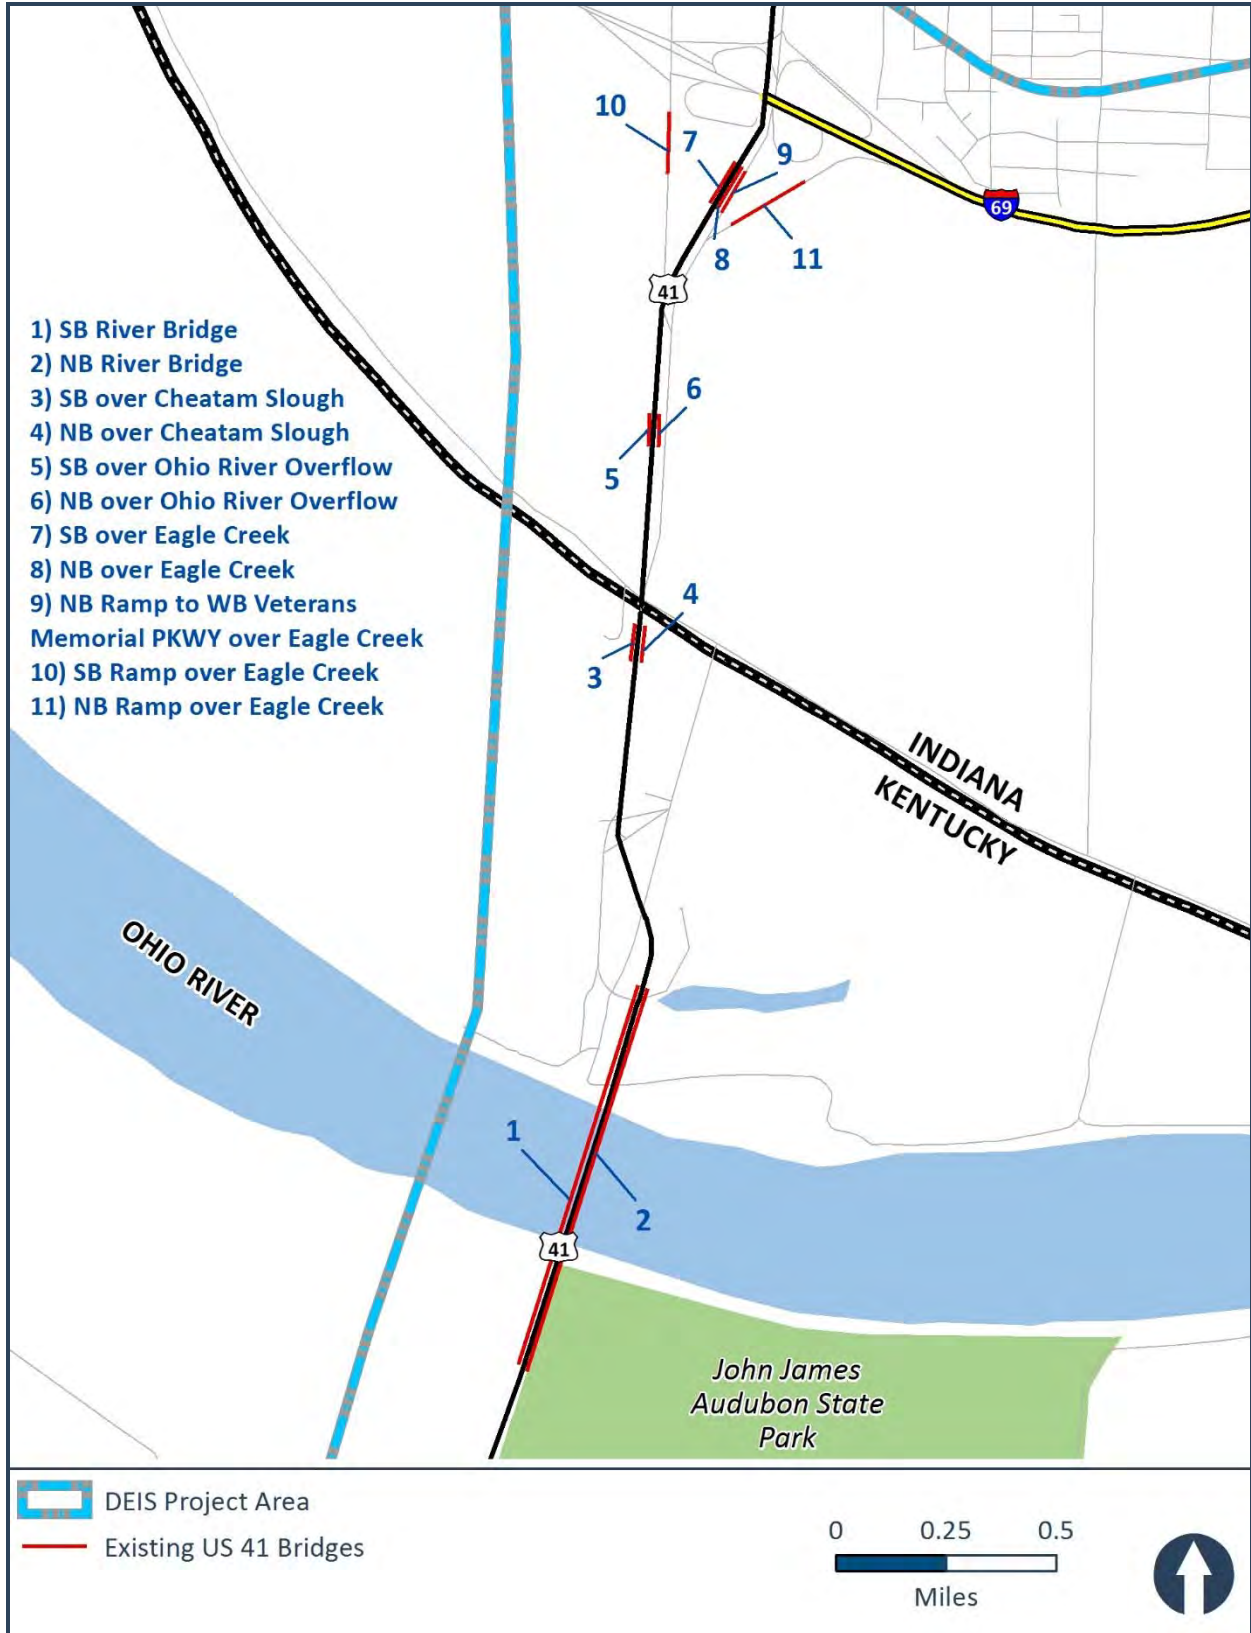 10
7
9
69
8
11
41
1) SB River Bridge
2) NB River Bridge
3) SB over Cheatam Slough
4) NB over Cheatam Slough
5) SB over Ohio River Overflow
6) NB over Ohio River Overflow
7) SB over Eagle Creek
8) NB over Eagle Creek
9) NB Ramp to WB Veterans
Memorial PKWY over Eagle Creek
10) SB Ramp over Eagle Creek
11) NB Ramp over Eagle Creek
6
5
4
3
INDIANA
KENTUCKY
OHIO RIVER
1
2
41
John James
Audubon State
Park
DEIS Project Area
Existing US 41 Bridges
0 0.25 0.5
Miles